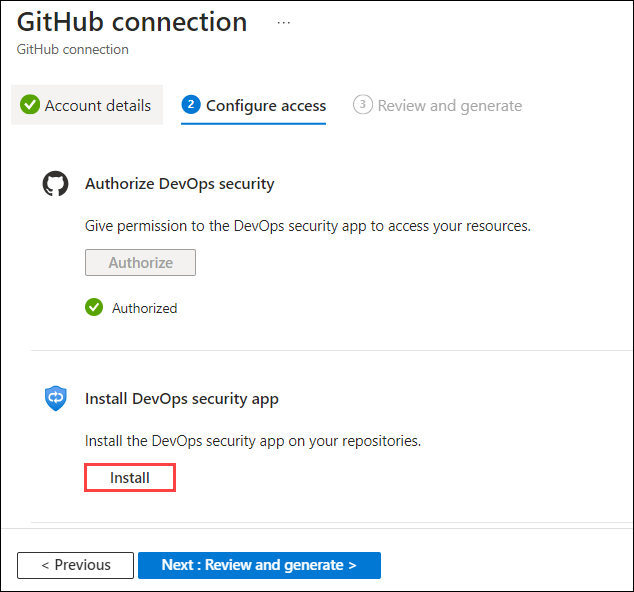 GitHub connection ...
GitHub connection
Account details 2 Configure access 3 Review and generate
Authorize DevOps security
Give permission to the DevOps security app to access your resources.
Authorize
Authorized
Install DevOps security app
Install the DevOps security app on your repositories.
Install
< Previous Next : Review and generate >